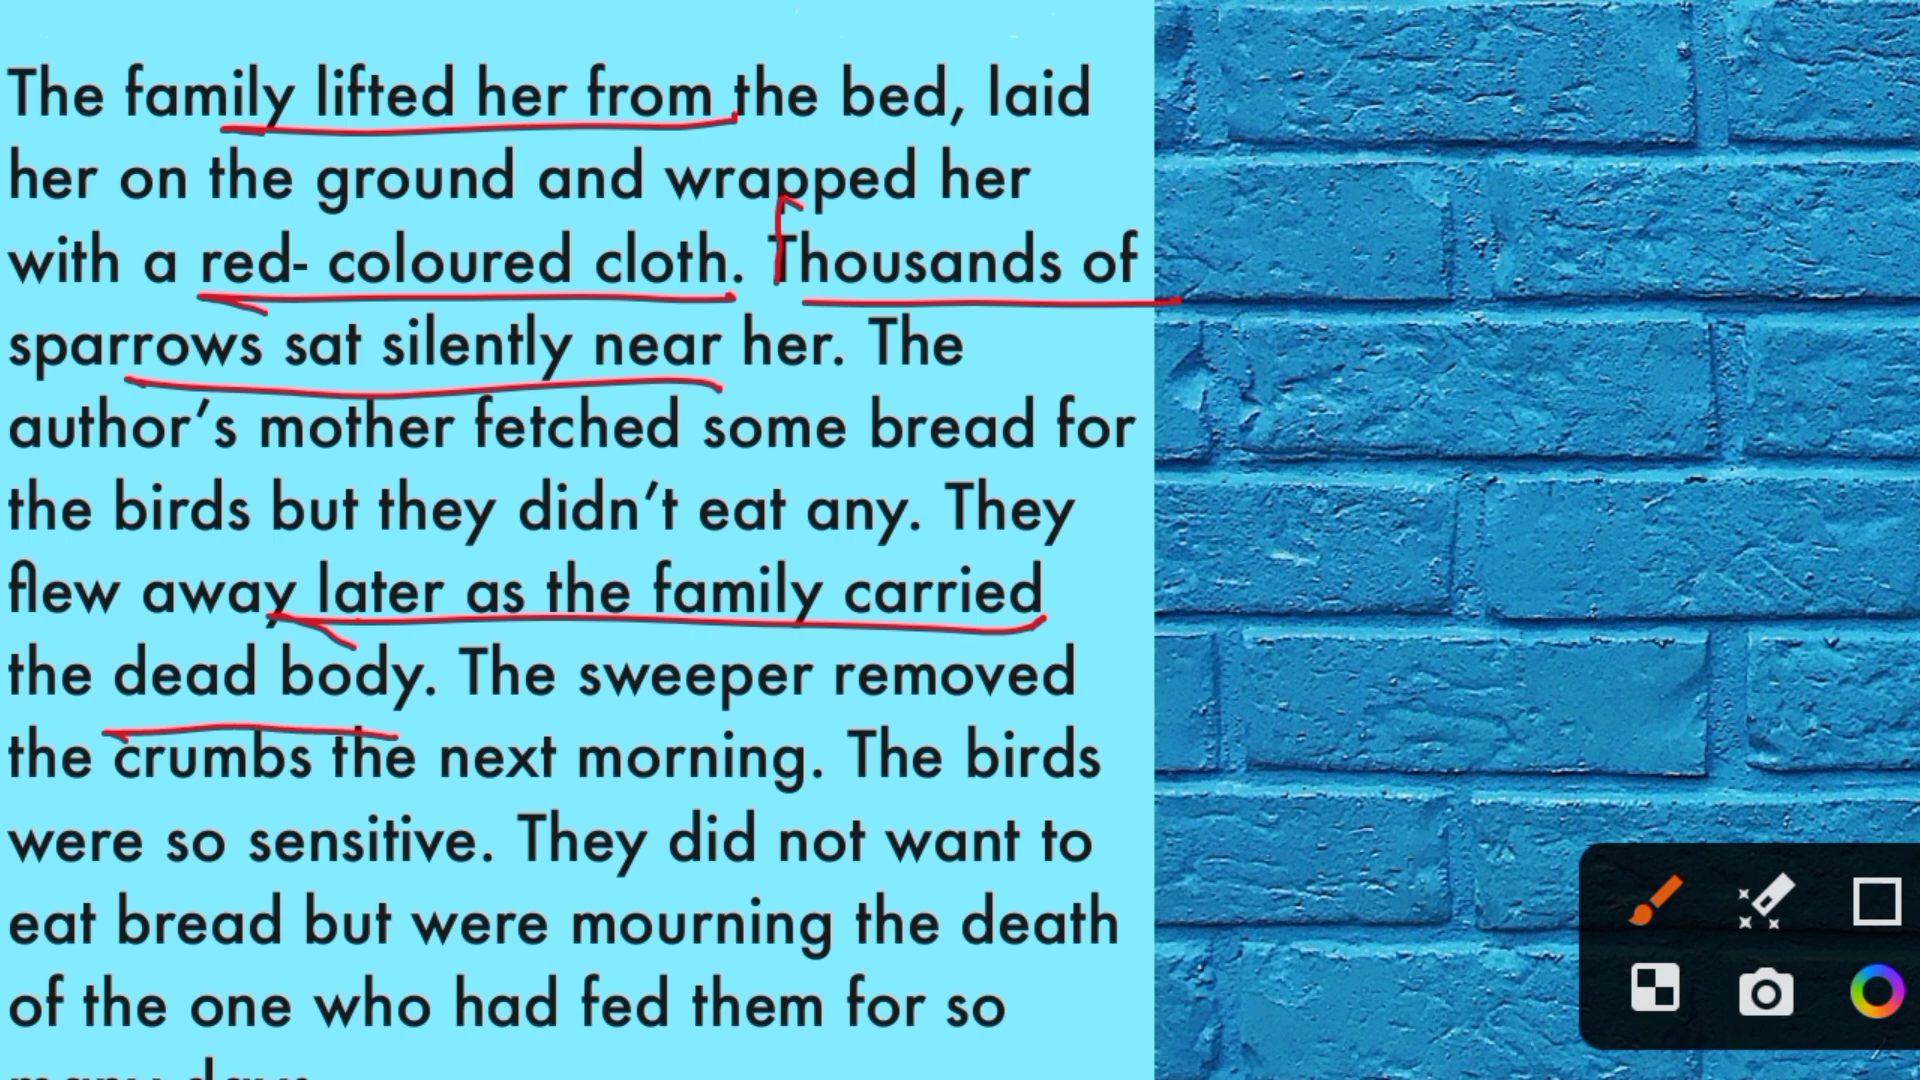 The family lifted her from the bed, laid
her on the ground and wrapped her
with a red- coloured cloth. Thousands of
sparrows sat silently near her. The
author’s mother fetched some bread for
the birds but they didn’t eat any. They
flew away later as the family carried
the dead body. The sweeper removed
the crumbs the next morning. The birds
were so sensitive. They did not want to
eat bread but were mourning the death
of the one who had fed them for so
many days